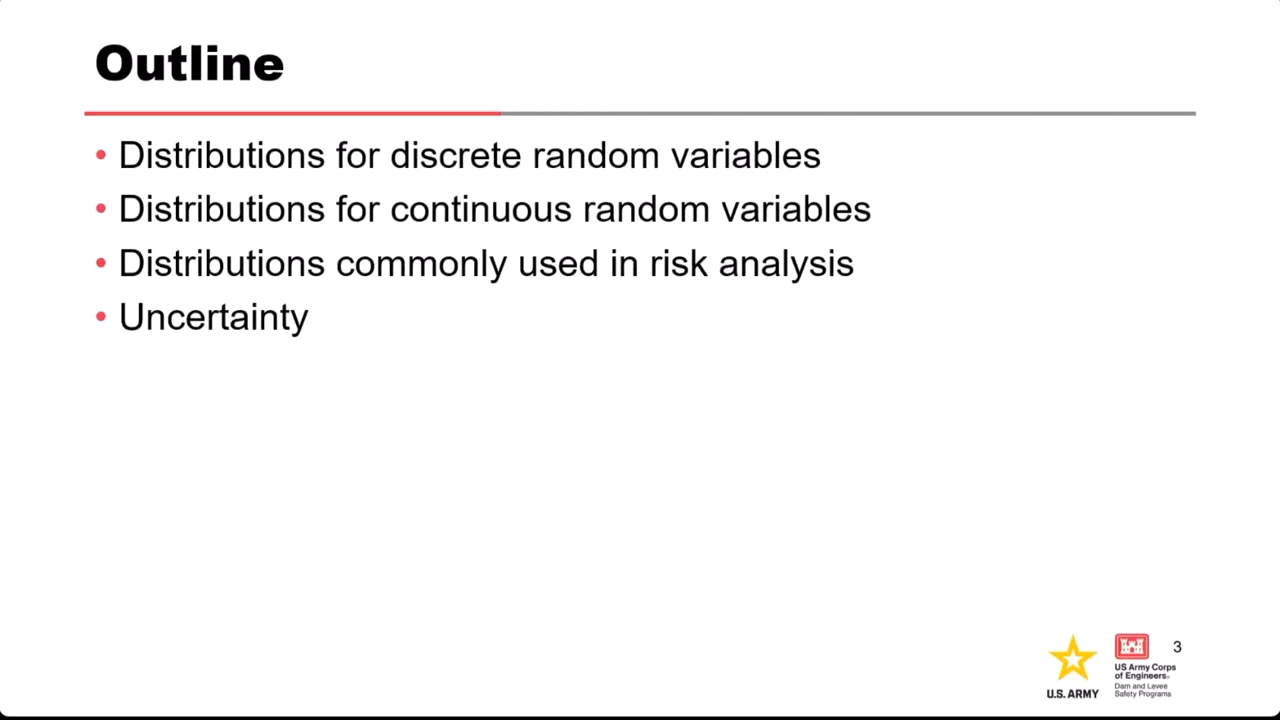 Outline
• Distributions for discrete random variables
• Distributions for continuous random variables
• Distributions commonly used in risk analysis
• Uncertainty
3
U.S. ARMY
US Army Corps
of Engineers®
Dam and Levee
Safety Programs